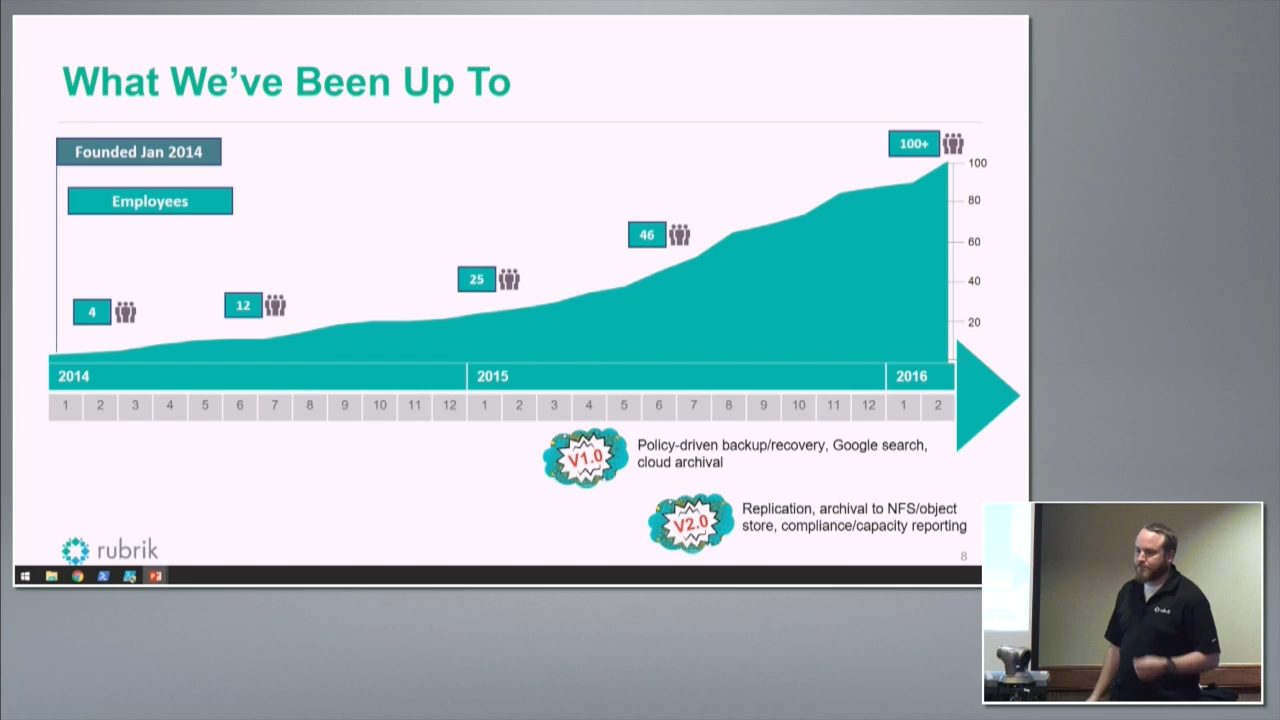 What We've Been Up To
Founded Jan 2014
Employees
4
12
25
46
100+
100
80
60
40
20
2014 2015 2016
1 2 3 4 5 6 7 8 9 10 11 12 1 2 3 4 5 6 7 8 9 10 11 12 1 2
V1.0
Policy-driven backup/recovery, Google search,
cloud archival
V2.0
Replication, archival to NFS/object
store, compliance/capacity reporting
rubrik
8
rubrik